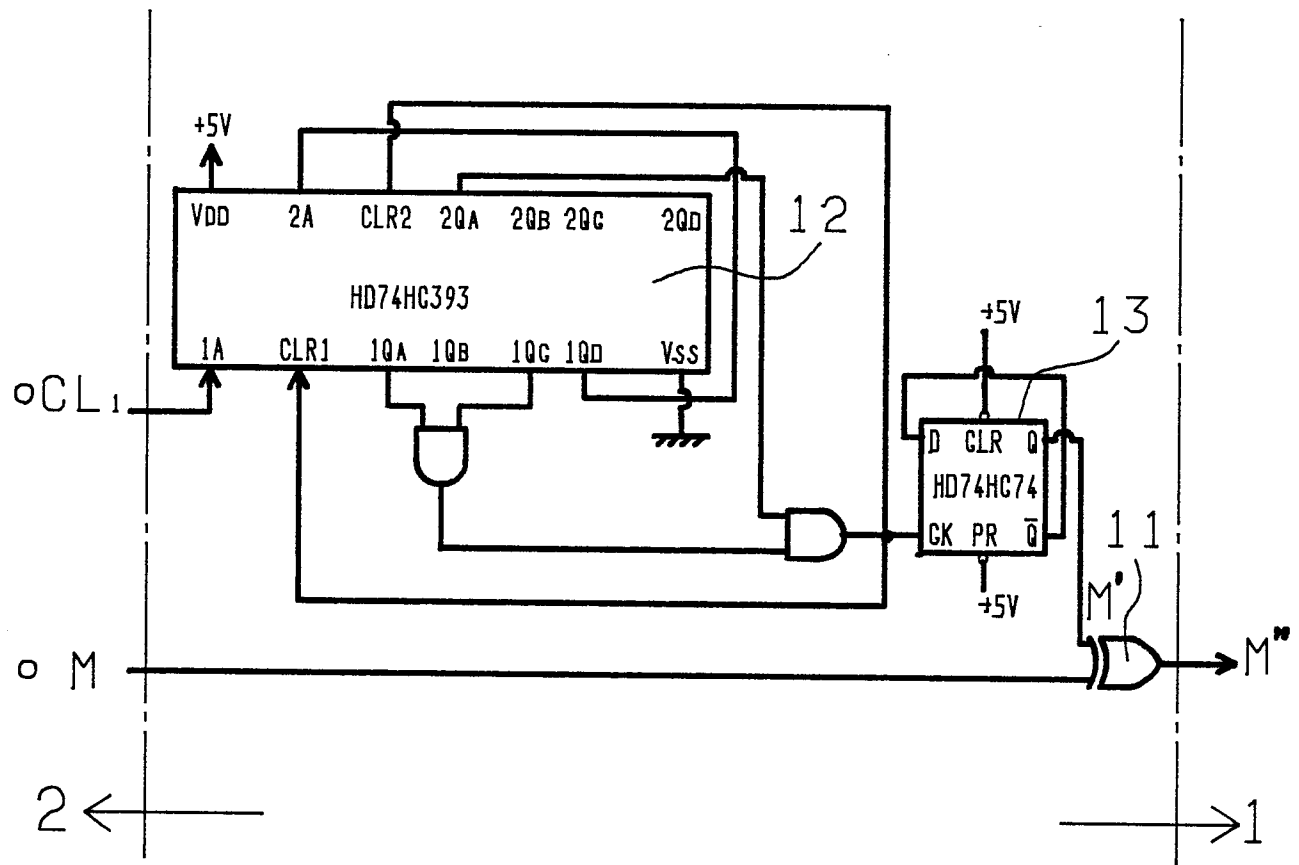 +5V
VDD 2A CLR2 2QA 2QB 2QC 2QD
12
HD74HC393
1A CLR1 1QA 1QB 1QC 1QD VSS
CL1
+5V
13
D CLR Q
HD74HC74
CK PR Q̅
+5V
11
M'
M
M"
2
1